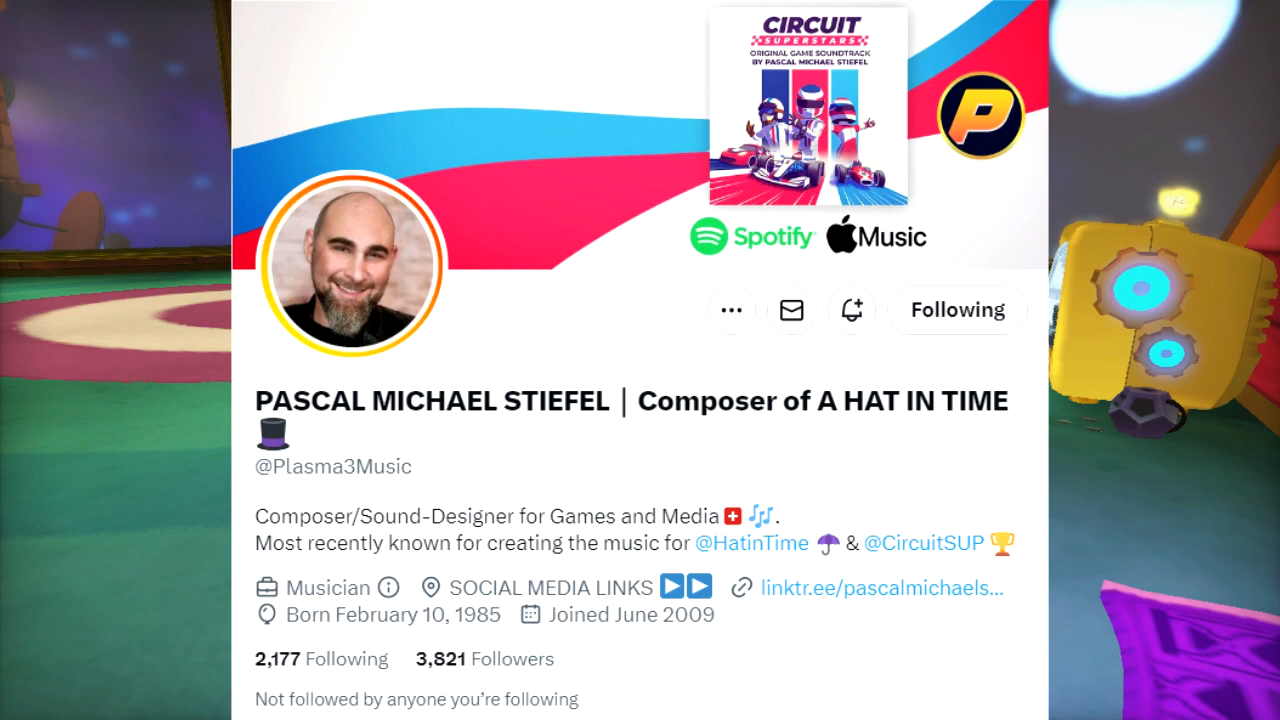 CIRCUIT
SUPERSTARS
ORIGINAL GAME SOUNDTRACK
BY PASCAL MICHAEL STIEFEL
P
Spotify Music
Following
PASCAL MICHAEL STIEFEL | Composer of A HAT IN TIME
@Plasma3Music
Composer/Sound-Designer for Games and Media 🇨🇭 🎶.
Most recently known for creating the music for @HatinTime ☂ & @CircuitSUP 🏆
Musician SOCIAL MEDIA LINKS ▶▶ linktr.ee/pascalmichaels...
Born February 10, 1985 Joined June 2009
2,177 Following 3,821 Followers
Not followed by anyone you're following